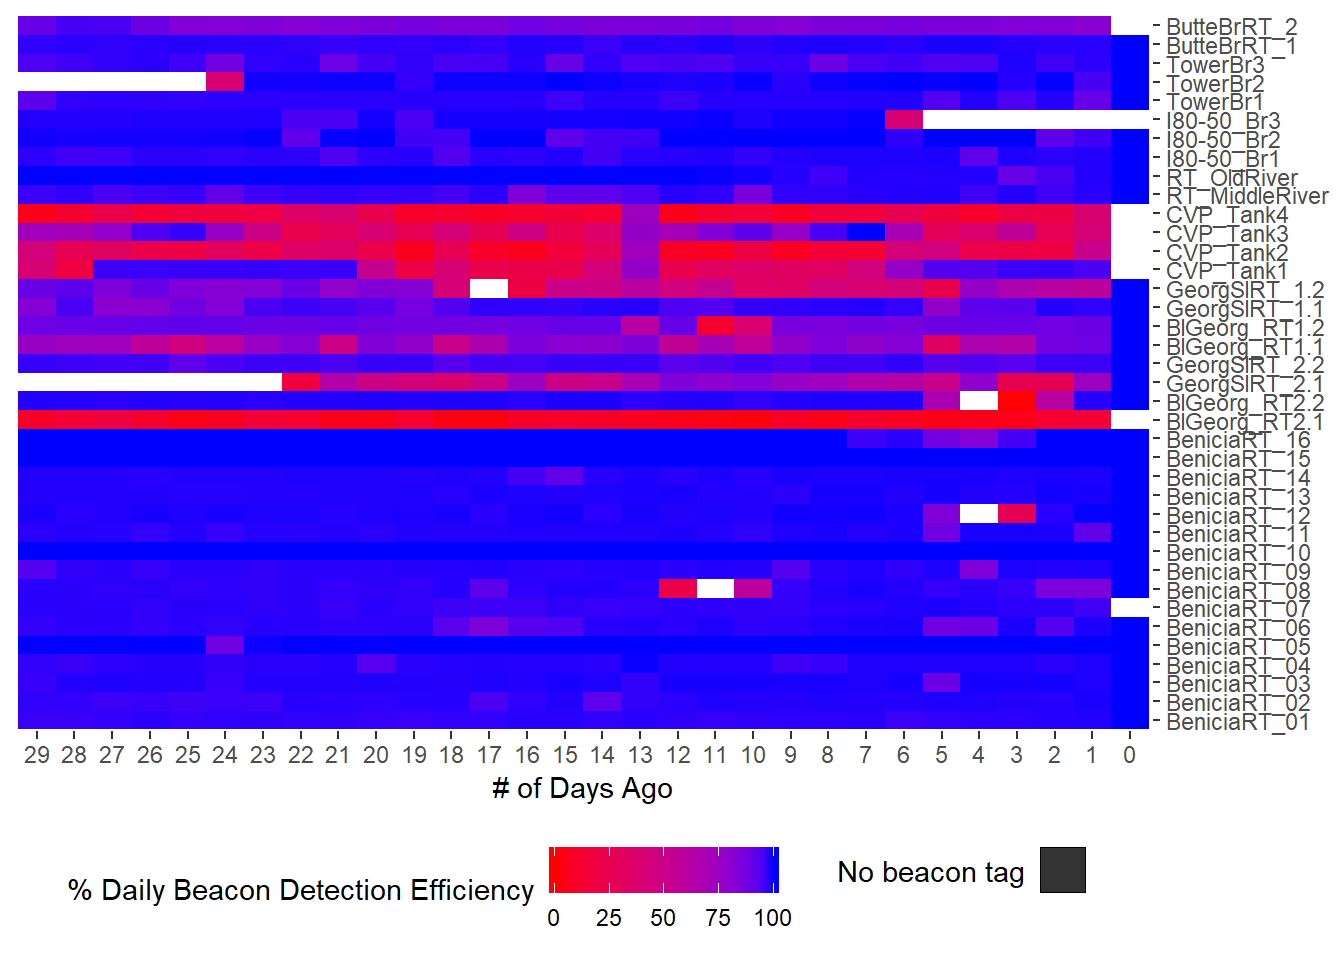 ButteBrRT_2
ButteBrRT_1
TowerBr3
TowerBr2
TowerBr1
I80-50_Br3
I80-50_Br2
I80-50_Br1
RT_OldRiver
RT_MiddleRiver
CVP_Tank4
CVP_Tank3
CVP_Tank2
CVP_Tank1
GeorgSlRT_1.2
GeorgSlRT_1.1
BlGeorg_RT1.2
BlGeorg_RT1.1
GeorgSlRT_2.2
GeorgSlRT_2.1
BlGeorg_RT2.2
BlGeorg_RT2.1
BeniciaRT_16
BeniciaRT_15
BeniciaRT_14
BeniciaRT_13
BeniciaRT_12
BeniciaRT_11
BeniciaRT_10
BeniciaRT_09
BeniciaRT_08
BeniciaRT_07
BeniciaRT_06
BeniciaRT_05
BeniciaRT_04
BeniciaRT_03
BeniciaRT_02
BeniciaRT_01
29 28 27 26 25 24 23 22 21 20 19 18 17 16 15 14 13 12 11 10 9 8 7 6 5 4 3 2 1 0
# of Days Ago
% Daily Beacon Detection Efficiency
0 25 50 75 100
No beacon tag